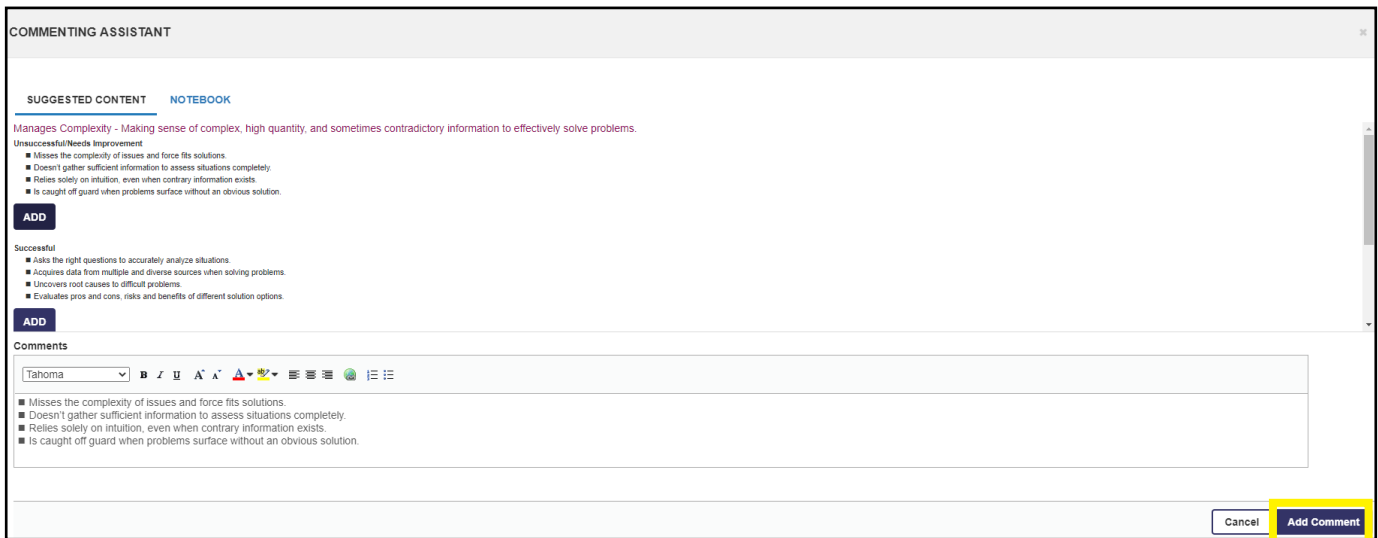 COMMENTING ASSISTANT
SUGGESTED CONTENT NOTEBOOK
Manages Complexity - Making sense of complex, high quantity, and sometimes contradictory information to effectively solve problems.
Unsuccessful/Needs Improvement
■ Misses the complexity of issues and force fits solutions.
■ Doesn't gather sufficient information to assess situations completely.
■ Relies solely on intuition, even when contrary information exists.
■ Is caught off guard when problems surface without an obvious solution.
ADD
Successful
■ Asks the right questions to accurately analyze situations.
■ Acquires data from multiple and diverse sources when solving problems.
■ Uncovers root causes to difficult problems.
■ Evaluates pros and cons, risks and benefits of different solution options.
ADD
Comments
Tahoma B I U A A A ab
■ Misses the complexity of issues and force fits solutions.
■ Doesn't gather sufficient information to assess situations completely.
■ Relies solely on intuition, even when contrary information exists.
■ Is caught off guard when problems surface without an obvious solution.
Cancel Add Comment